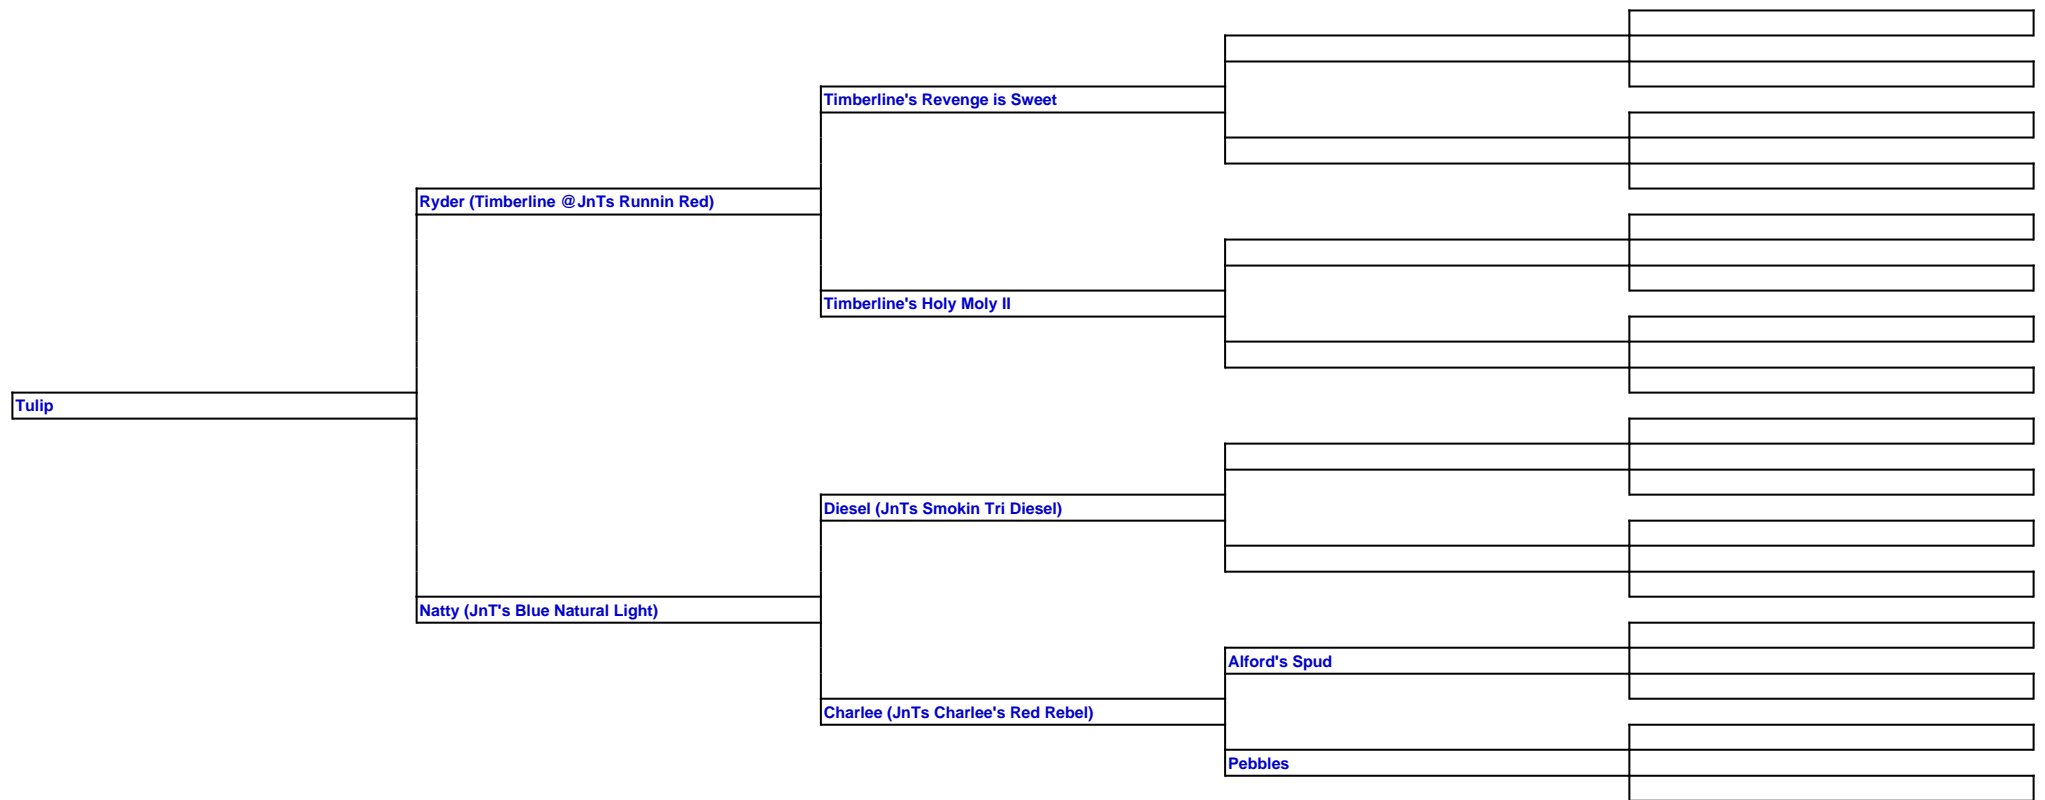 Timberline's Revenge is Sweet
Ryder (Timberline @JnTs Runnin Red)
Timberline's Holy Moly II
Tulip
Diesel (JnTs Smokin Tri Diesel)
Natty (JnT's Blue Natural Light)
Alford's Spud
Charlee (JnTs Charlee's Red Rebel)
Pebbles